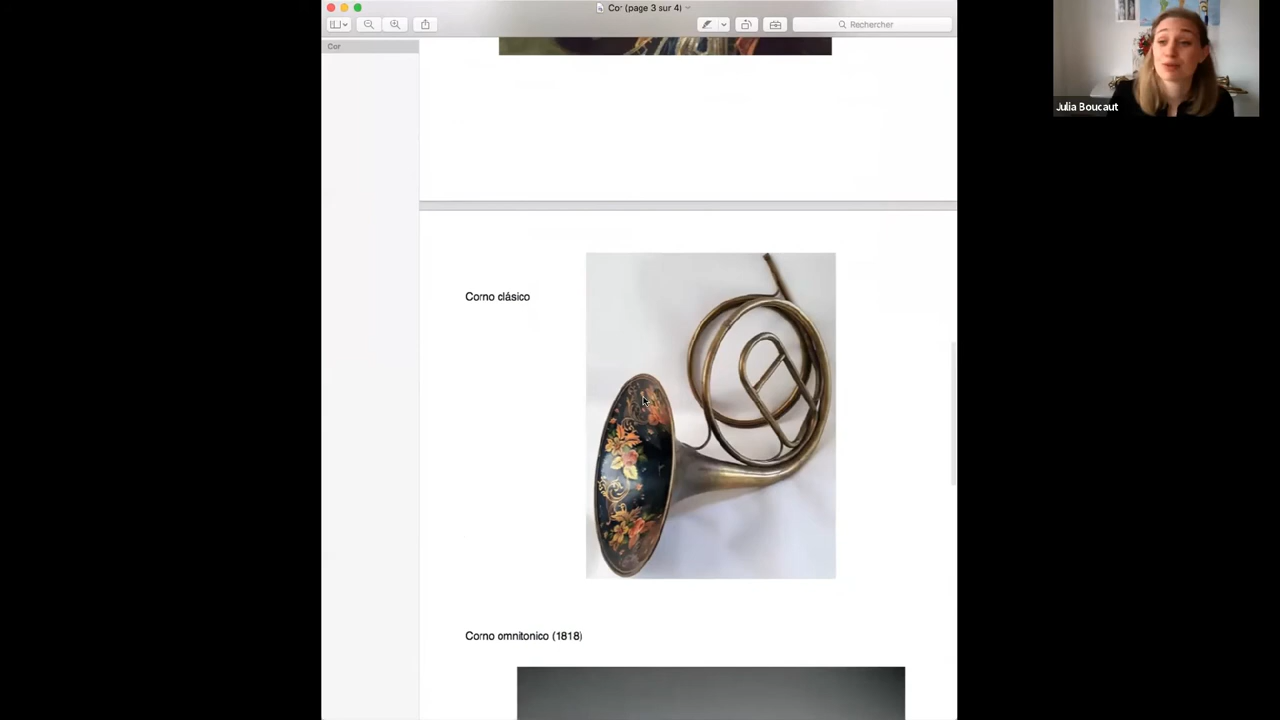 Cor (page 3 sur 4)
Rechercher
Cor
Julia Boucaut
Corno clásico
Corno omnitonico (1818)